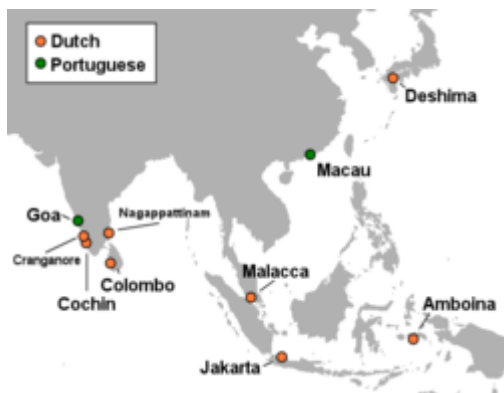 Dutch
Portuguese
Deshima
Macau
Goa
Nagappattinam
Cranganore
Colombo
Cochin
Malacca
Amboina
Jakarta